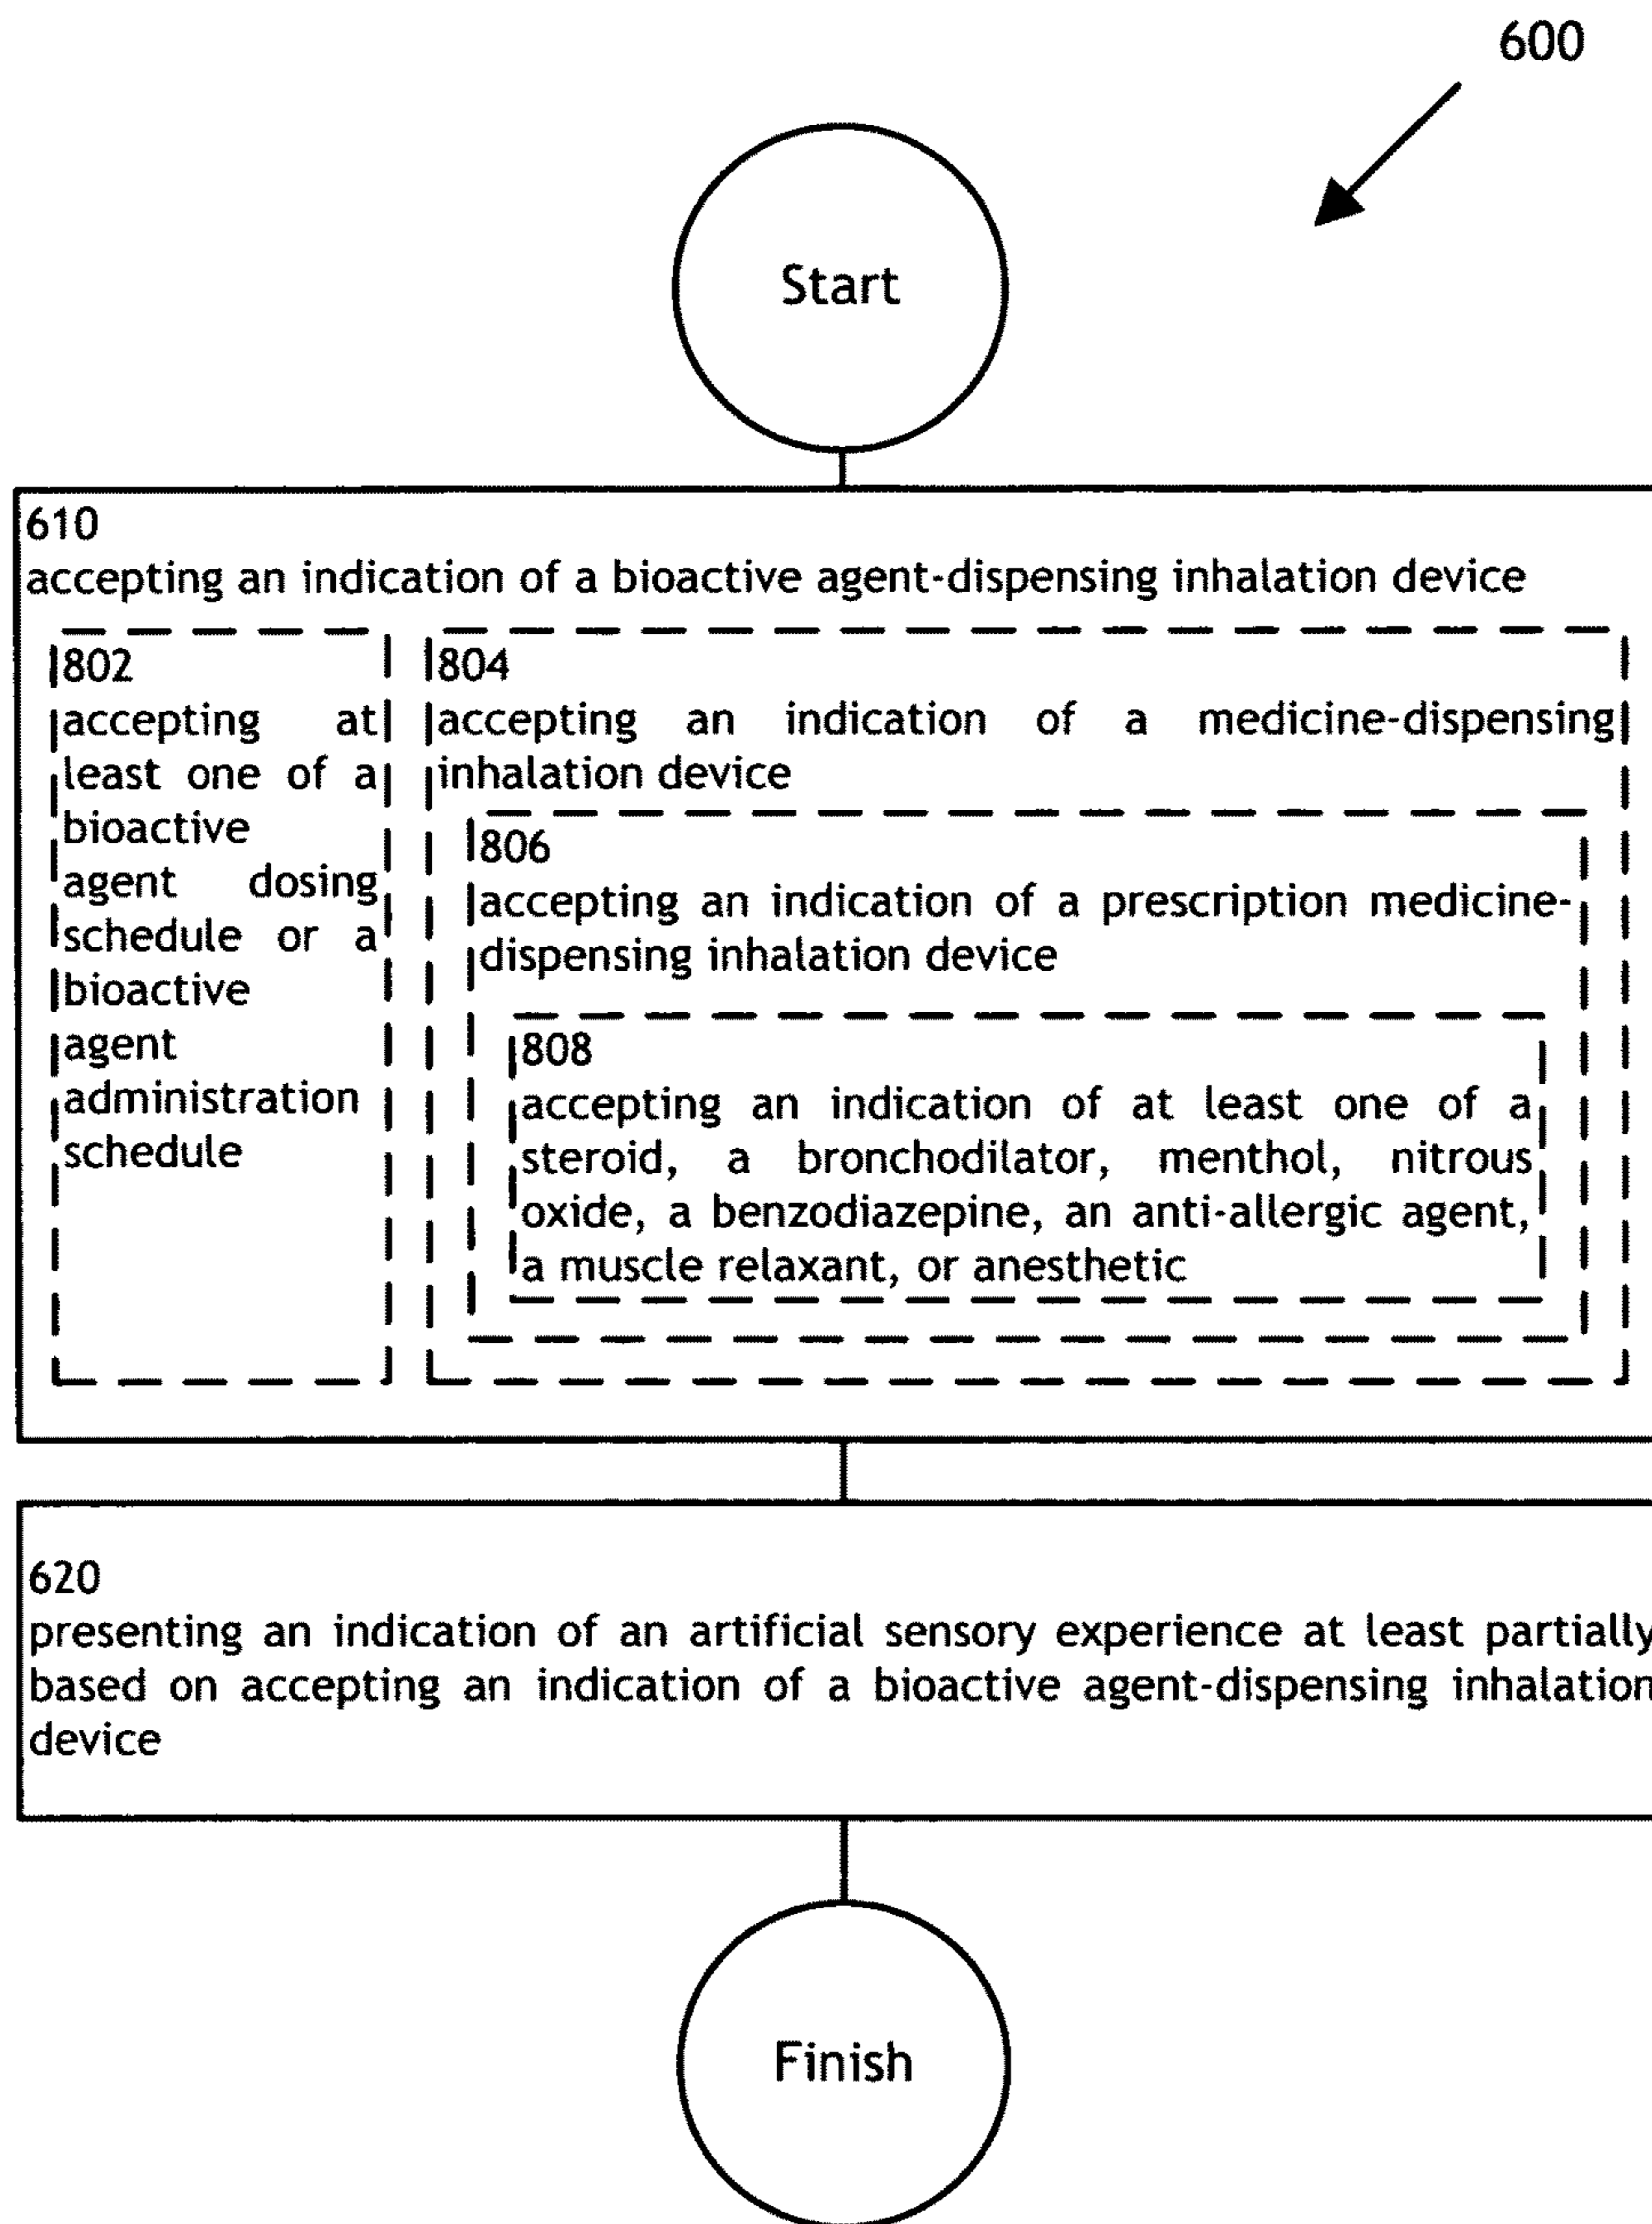 600
Start
610
accepting an indication of a bioactive agent-dispensing inhalation device
802
accepting at
least one of a
bioactive
agent dosing
schedule or a
bioactive
agent
administration
schedule
804
accepting an indication of a medicine-dispensing
inhalation device
806
accepting an indication of a prescription medicine-
dispensing inhalation device
808
accepting an indication of at least one of a
steroid, a bronchodilator, menthol, nitrous
oxide, a benzodiazepine, an anti-allergic agent,
a muscle relaxant, or anesthetic
620
presenting an indication of an artificial sensory experience at least partially
based on accepting an indication of a bioactive agent-dispensing inhalation
device
Finish